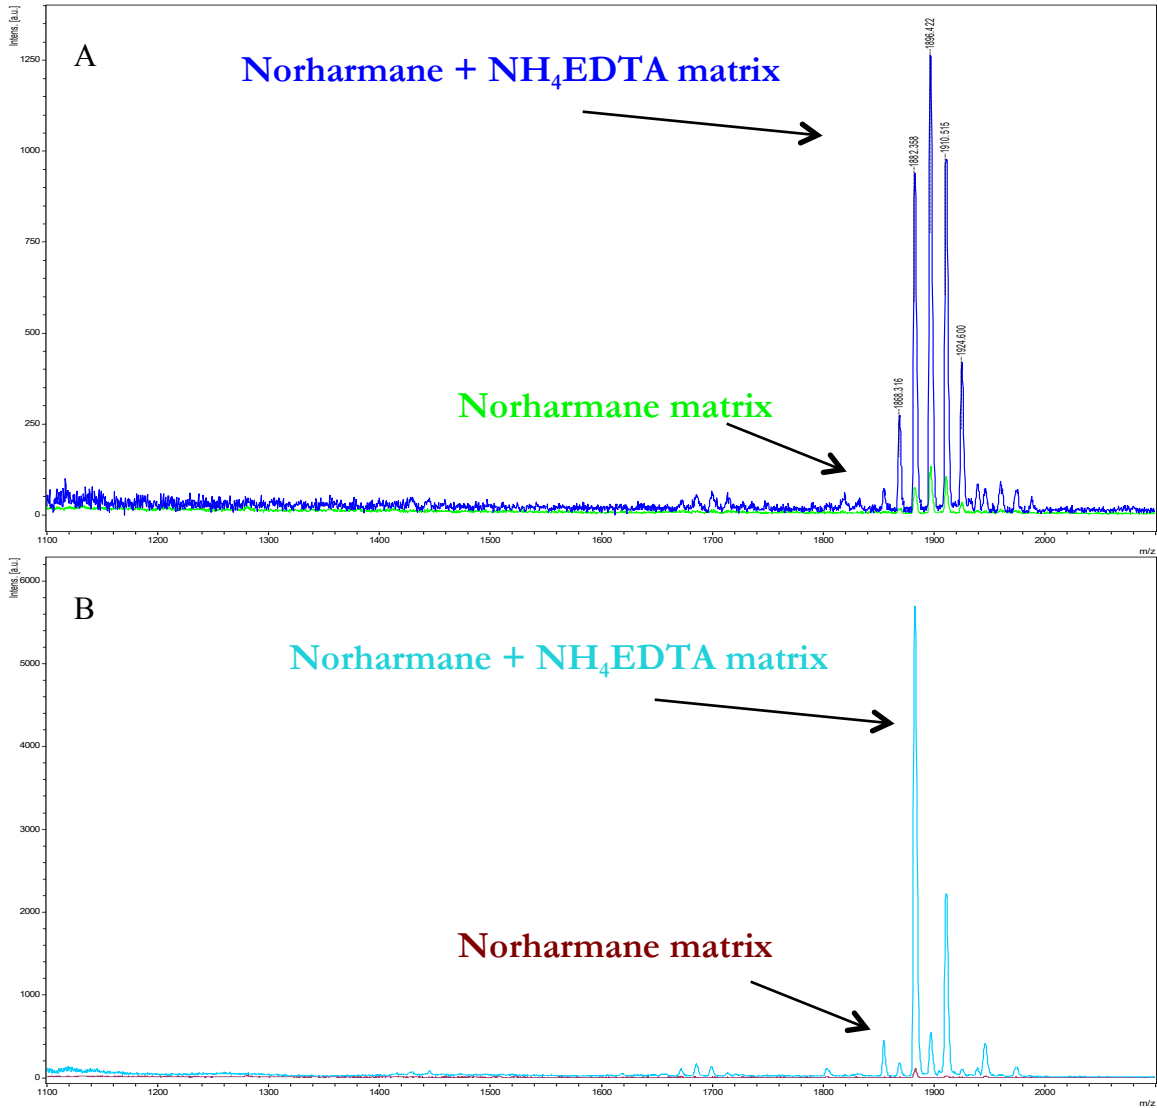 Intens. [a.u.]
A
Norharmane + NH₄EDTA matrix
Norharmane matrix
1868.316
1882.358
1896.422
1910.515
1924.600
1250
1000
750
500
250
0
1100 1200 1300 1400 1500 1600 1700 1800 1900 2000
m/z
Intens. [a.u.]
B
Norharmane + NH₄EDTA matrix
Norharmane matrix
6000
5000
4000
3000
2000
1000
0
1100 1200 1300 1400 1500 1600 1700 1800 1900 2000
m/z